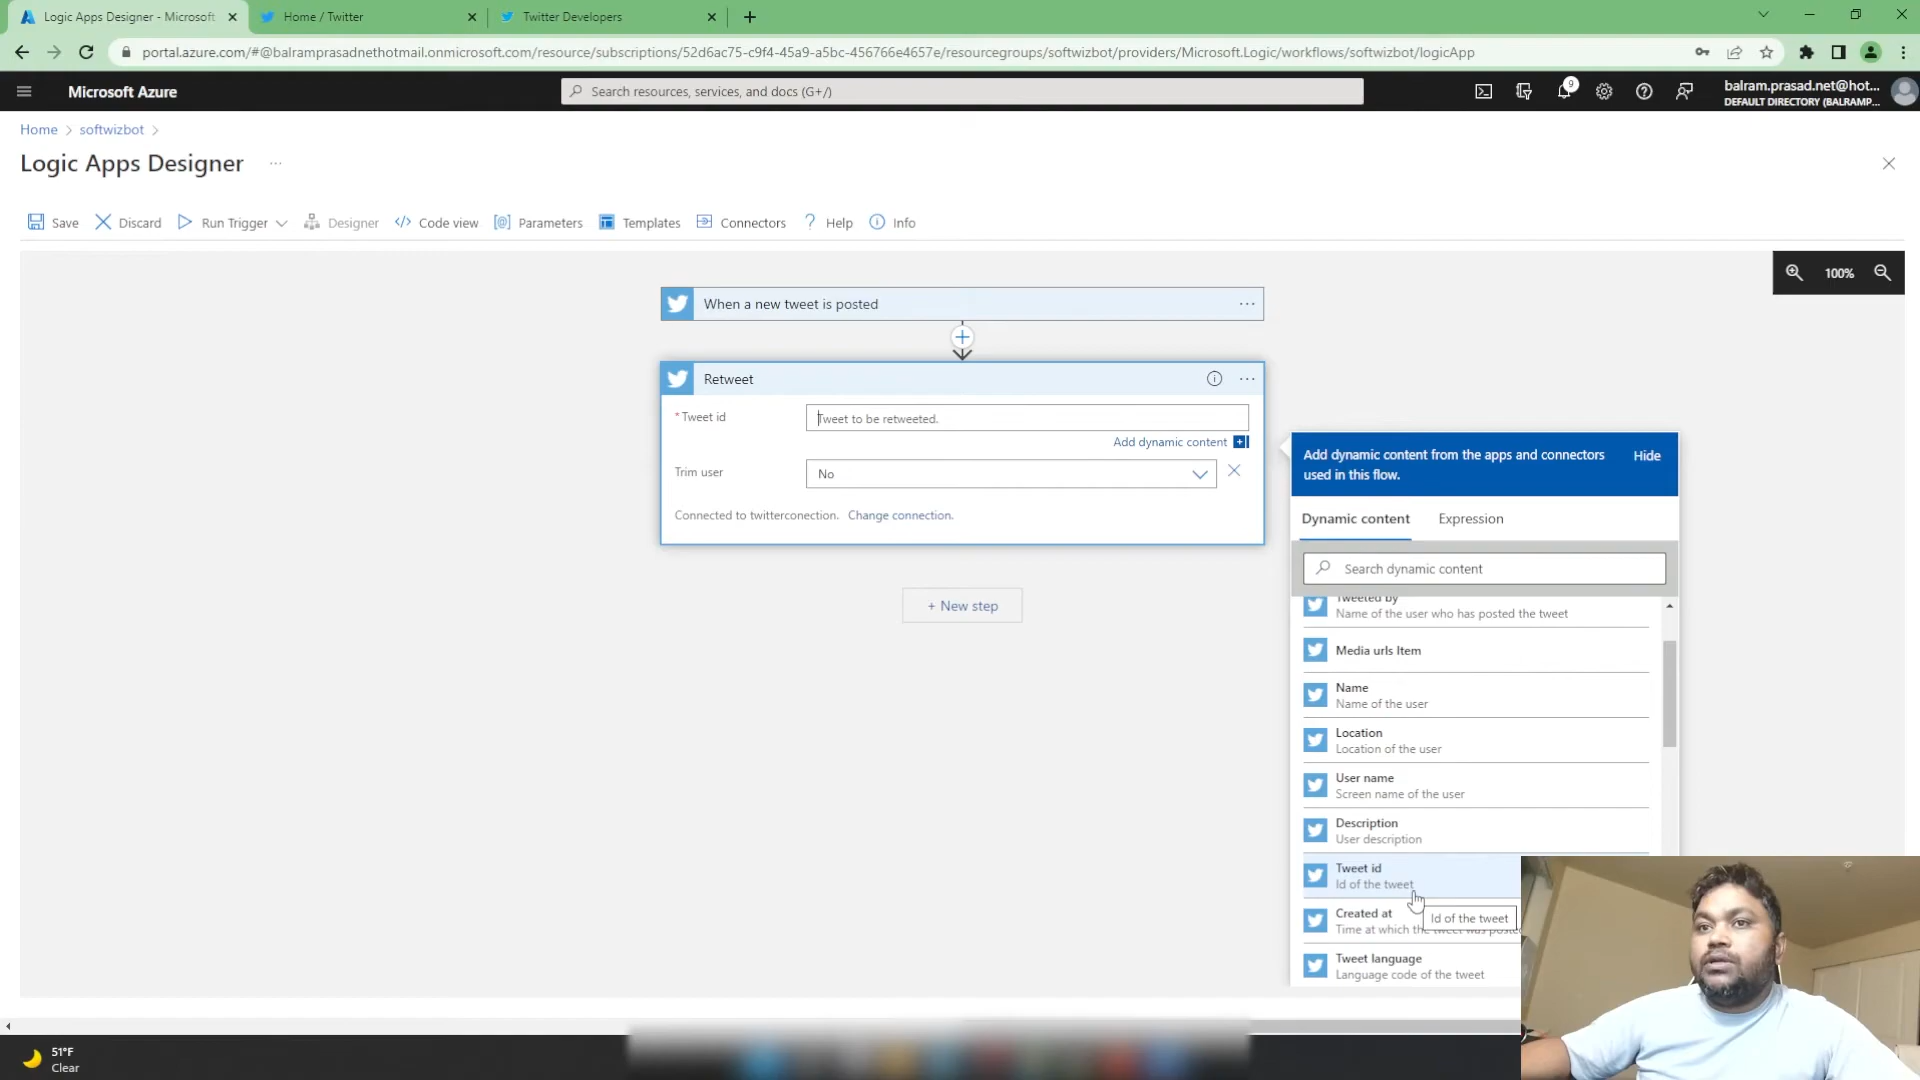 Logic Apps Designer - Microsoft
Home / Twitter
Twitter Developers
portal.azure.com/#@balramprasadnethotmail.onmicrosoft.com/resource/subscriptions/52d6ac75-c9f4-45a9-a5bc-456766e4657e/resourcegroups/softwizbot/providers/Microsoft.Logic/workflows/softwizbot/logicApp
Microsoft Azure
Search resources, services, and docs (G+/)
9
balram.prasad.net@hot...
DEFAULT DIRECTORY (BALRAMP...
Home > softwizbot >
Logic Apps Designer ...
Save Discard Run Trigger Designer Code view Parameters Templates Connectors Help Info
100%
When a new tweet is posted
Retweet
* Tweet id
Tweet to be retweeted.
Add dynamic content
Trim user
No
Connected to twitterconection. Change connection.
+ New step
Add dynamic content from the apps and connectors used in this flow.
Hide
Dynamic content Expression
Search dynamic content
Tweeted by
Name of the user who has posted the tweet
Media urls Item
Name
Name of the user
Location
Location of the user
User name
Screen name of the user
Description
User description
Tweet id
Id of the tweet
Id of the tweet
Created at
Time at which the tweet was posted
Tweet language
Language code of the tweet
51°F
Clear